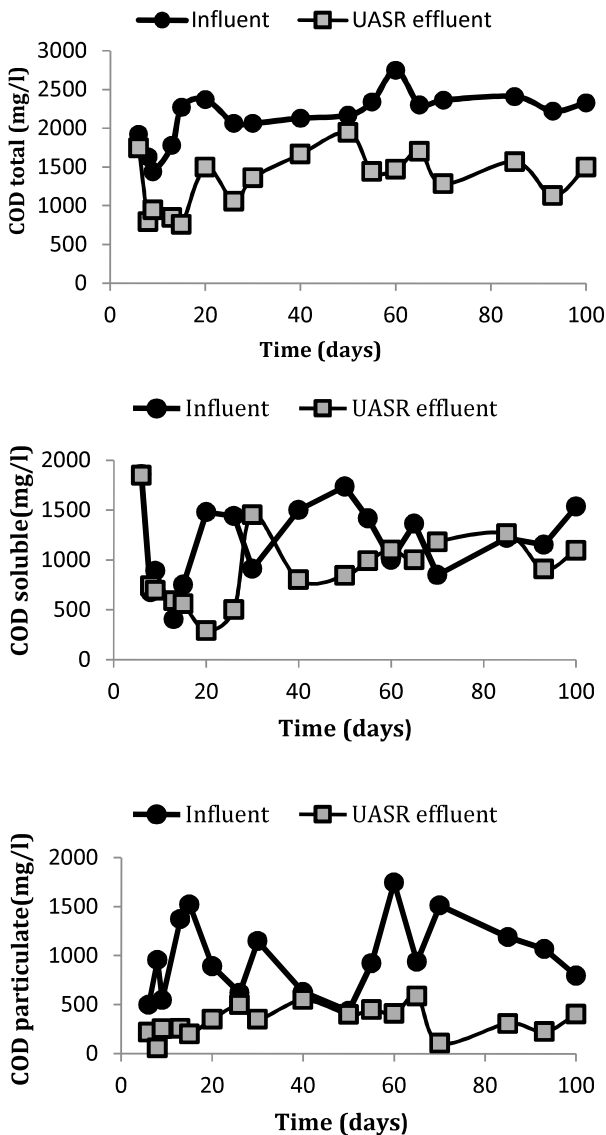 Influent UASR effluent
3000
2500
2000
1500
1000
500
0
0 20 40 60 80 100
COD total (mg/l)
Time (days)
Influent UASR effluent
2000
1500
1000
500
0
0 20 40 60 80 100
COD soluble(mg/l)
Time (days)
Influent UASR effluent
2000
1500
1000
500
0
0 20 40 60 80 100
COD particulate(mg/l)
Time (days)